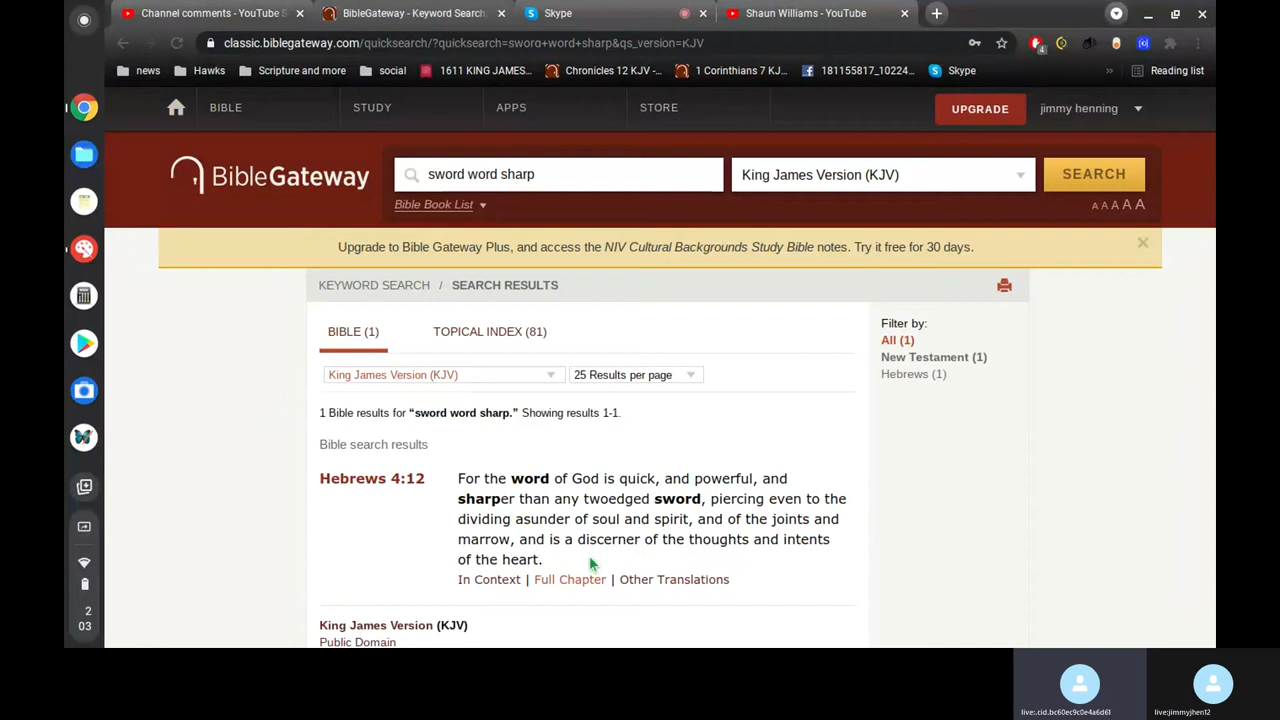 Channel comments - YouTube S
BibleGateway - Keyword Search:
Skype
Shaun Williams - YouTube
classic.biblegateway.com/quicksearch/?quicksearch=sword+word+sharp&qs_version=KJV
4
news
Hawks
Scripture and more
social
1611 KING JAMES...
Chronicles 12 KJV -...
1 Corinthians 7 KJ...
181155817_10224...
Skype
»
Reading list
BIBLE
STUDY
APPS
STORE
UPGRADE
jimmy henning
BibleGateway
sword word sharp
King James Version (KJV)
SEARCH
Bible Book List
A A A A A
Upgrade to Bible Gateway Plus, and access the NIV Cultural Backgrounds Study Bible notes. Try it free for 30 days.
KEYWORD SEARCH / SEARCH RESULTS
BIBLE (1)
TOPICAL INDEX (81)
King James Version (KJV)
25 Results per page
1 Bible results for “sword word sharp.” Showing results 1-1.
Bible search results
Hebrews 4:12
For the word of God is quick, and powerful, and
sharper than any twoedged sword, piercing even to the
dividing asunder of soul and spirit, and of the joints and
marrow, and is a discerner of the thoughts and intents
of the heart.
In Context | Full Chapter | Other Translations
King James Version (KJV)
Public Domain
Filter by:
All (1)
New Testament (1)
Hebrews (1)
2
03
live:.cid.bc60ec9c0e4a6d61
live:jimmyjhen12